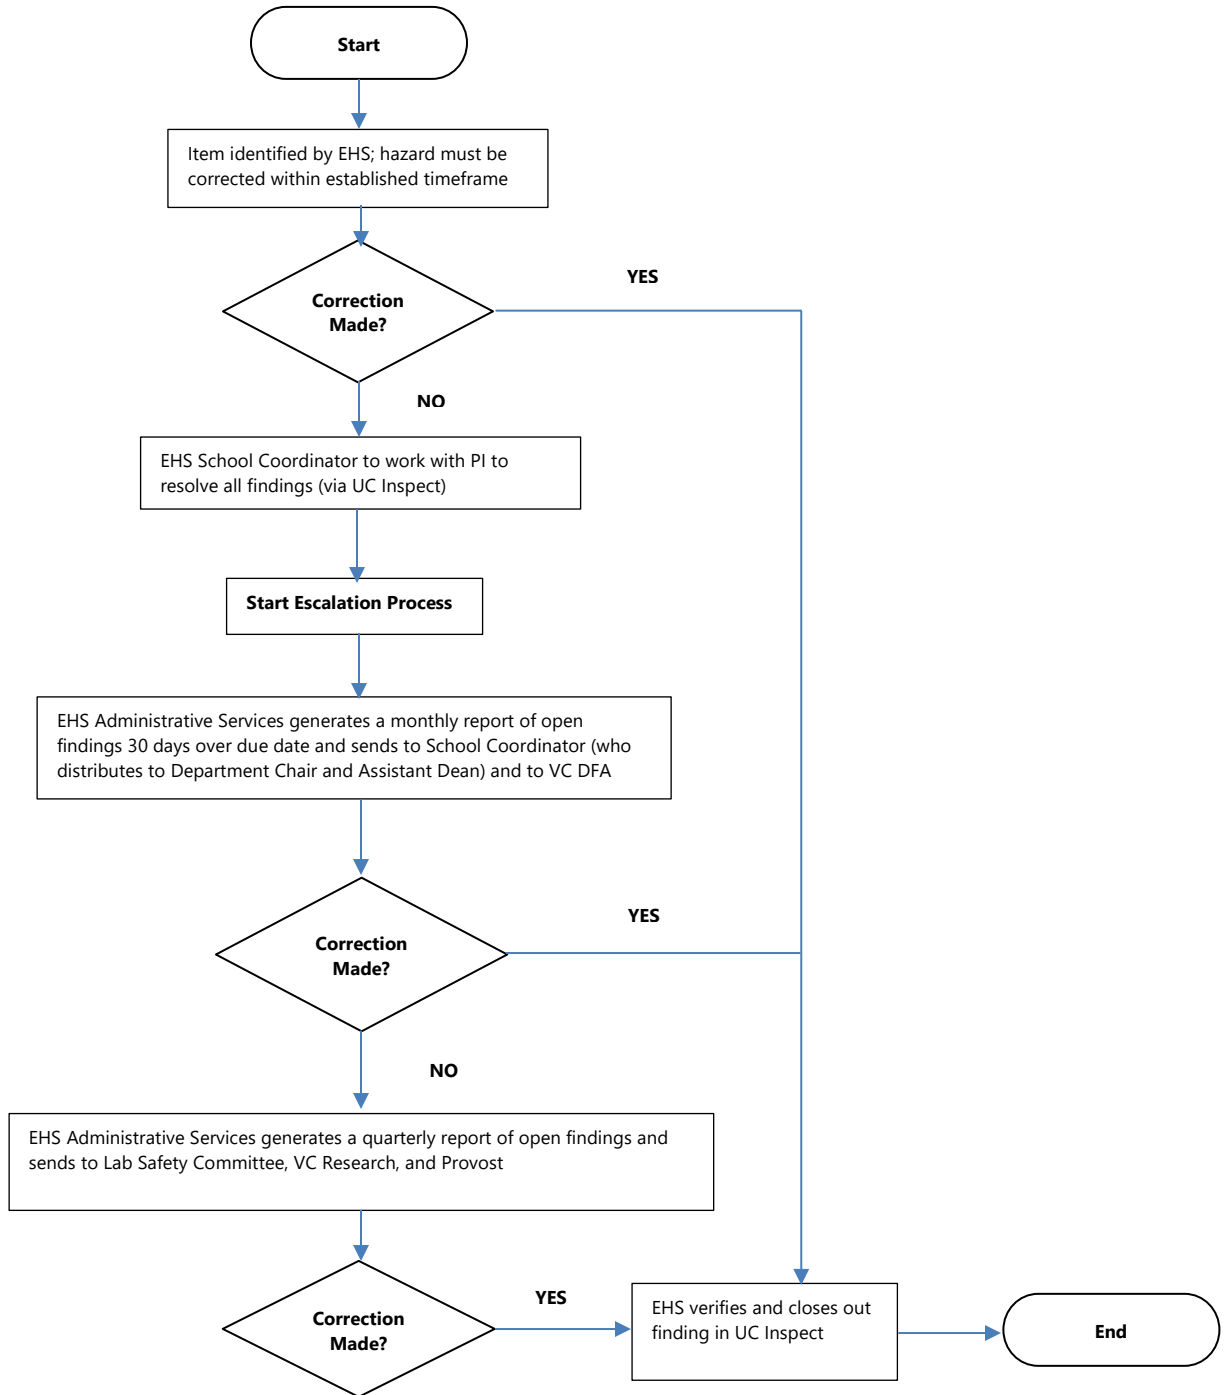 Start
Item identified by EHS; hazard must be
corrected within established timeframe
YES
Correction
Made?
NO
EHS School Coordinator to work with PI to
resolve all findings (via UC Inspect)
Start Escalation Process
EHS Administrative Services generates a monthly report of open
findings 30 days over due date and sends to School Coordinator (who
distributes to Department Chair and Assistant Dean) and to VC DFA
YES
Correction
Made?
NO
EHS Administrative Services generates a quarterly report of open findings and
sends to Lab Safety Committee, VC Research, and Provost
YES
Correction
Made?
EHS verifies and closes out
finding in UC Inspect
End